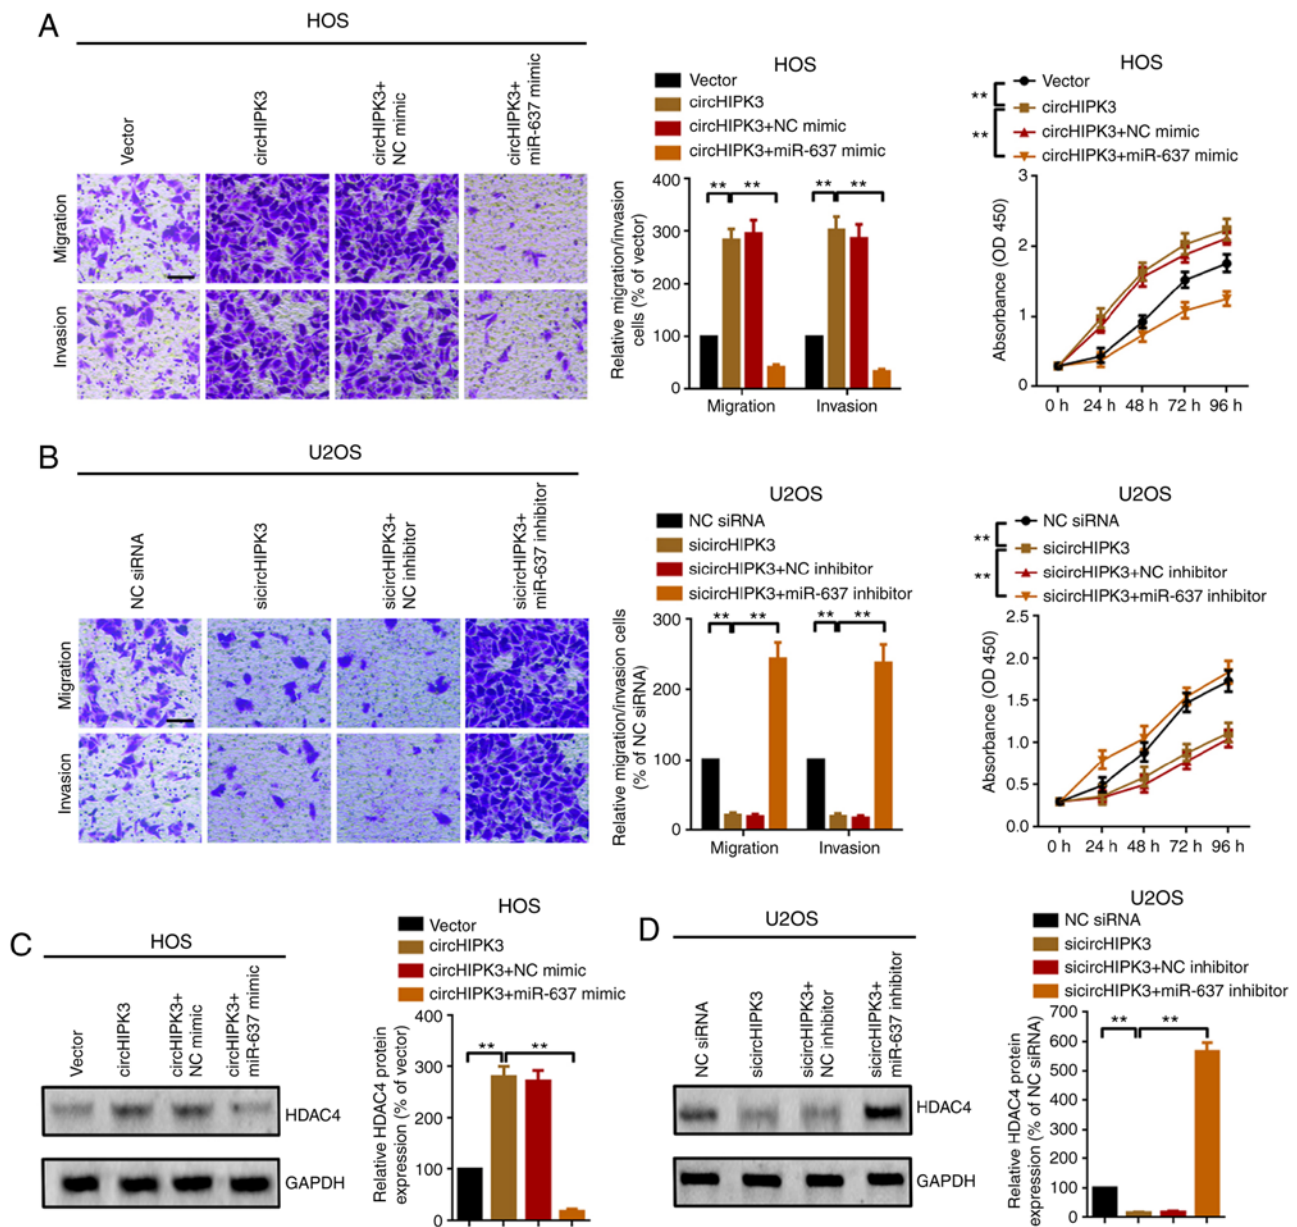 A
HOS
Vector
circHIPK3
circHIPK3+
NC mimic
circHIPK3+
miR-637 mimic
Migration
Invasion
HOS
Vector
circHIPK3
circHIPK3+NC mimic
circHIPK3+miR-637 mimic
Relative migration/invasion
cells (% of vector)
400
300
200
100
0
** ** ** **
Migration Invasion
HOS
Vector
circHIPK3
circHIPK3+NC mimic
circHIPK3+miR-637 mimic
**
**
Absorbance (OD 450)
3
2
1
0
0 h 24 h 48 h 72 h 96 h
B
U2OS
NC siRNA
sicircHIPK3
sicircHIPK3+
NC inhibitor
sicircHIPK3+
miR-637 inhibitor
Migration
Invasion
U2OS
NC siRNA
sicircHIPK3
sicircHIPK3+NC inhibitor
sicircHIPK3+miR-637 inhibitor
Relative migration/invasion cells
(% of NC siRNA)
300
200
100
0
** ** ** **
Migration Invasion
U2OS
NC siRNA
sicircHIPK3
sicircHIPK3+NC inhibitor
sicircHIPK3+miR-637 inhibitor
**
**
Absorbance (OD 450)
2.0
1.5
1.0
0.5
0.0
0 h 24 h 48 h 72 h 96 h
C
HOS
Vector
circHIPK3
circHIPK3+
NC mimic
circHIPK3+
miR-637 mimic
HDAC4
GAPDH
HOS
Vector
circHIPK3
circHIPK3+NC mimic
circHIPK3+miR-637 mimic
Relative HDAC4 protein
expression (% of vector)
400
300
200
100
0
** **
D
U2OS
NC siRNA
sicircHIPK3
sicircHIPK3+
NC inhibitor
sicircHIPK3+
miR-637 inhibitor
HDAC4
GAPDH
U2OS
NC siRNA
sicircHIPK3
sicircHIPK3+NC inhibitor
sicircHIPK3+miR-637 inhibitor
Relative HDAC4 protein
expression (% of NC siRNA)
700
600
500
400
300
200
100
0
** **